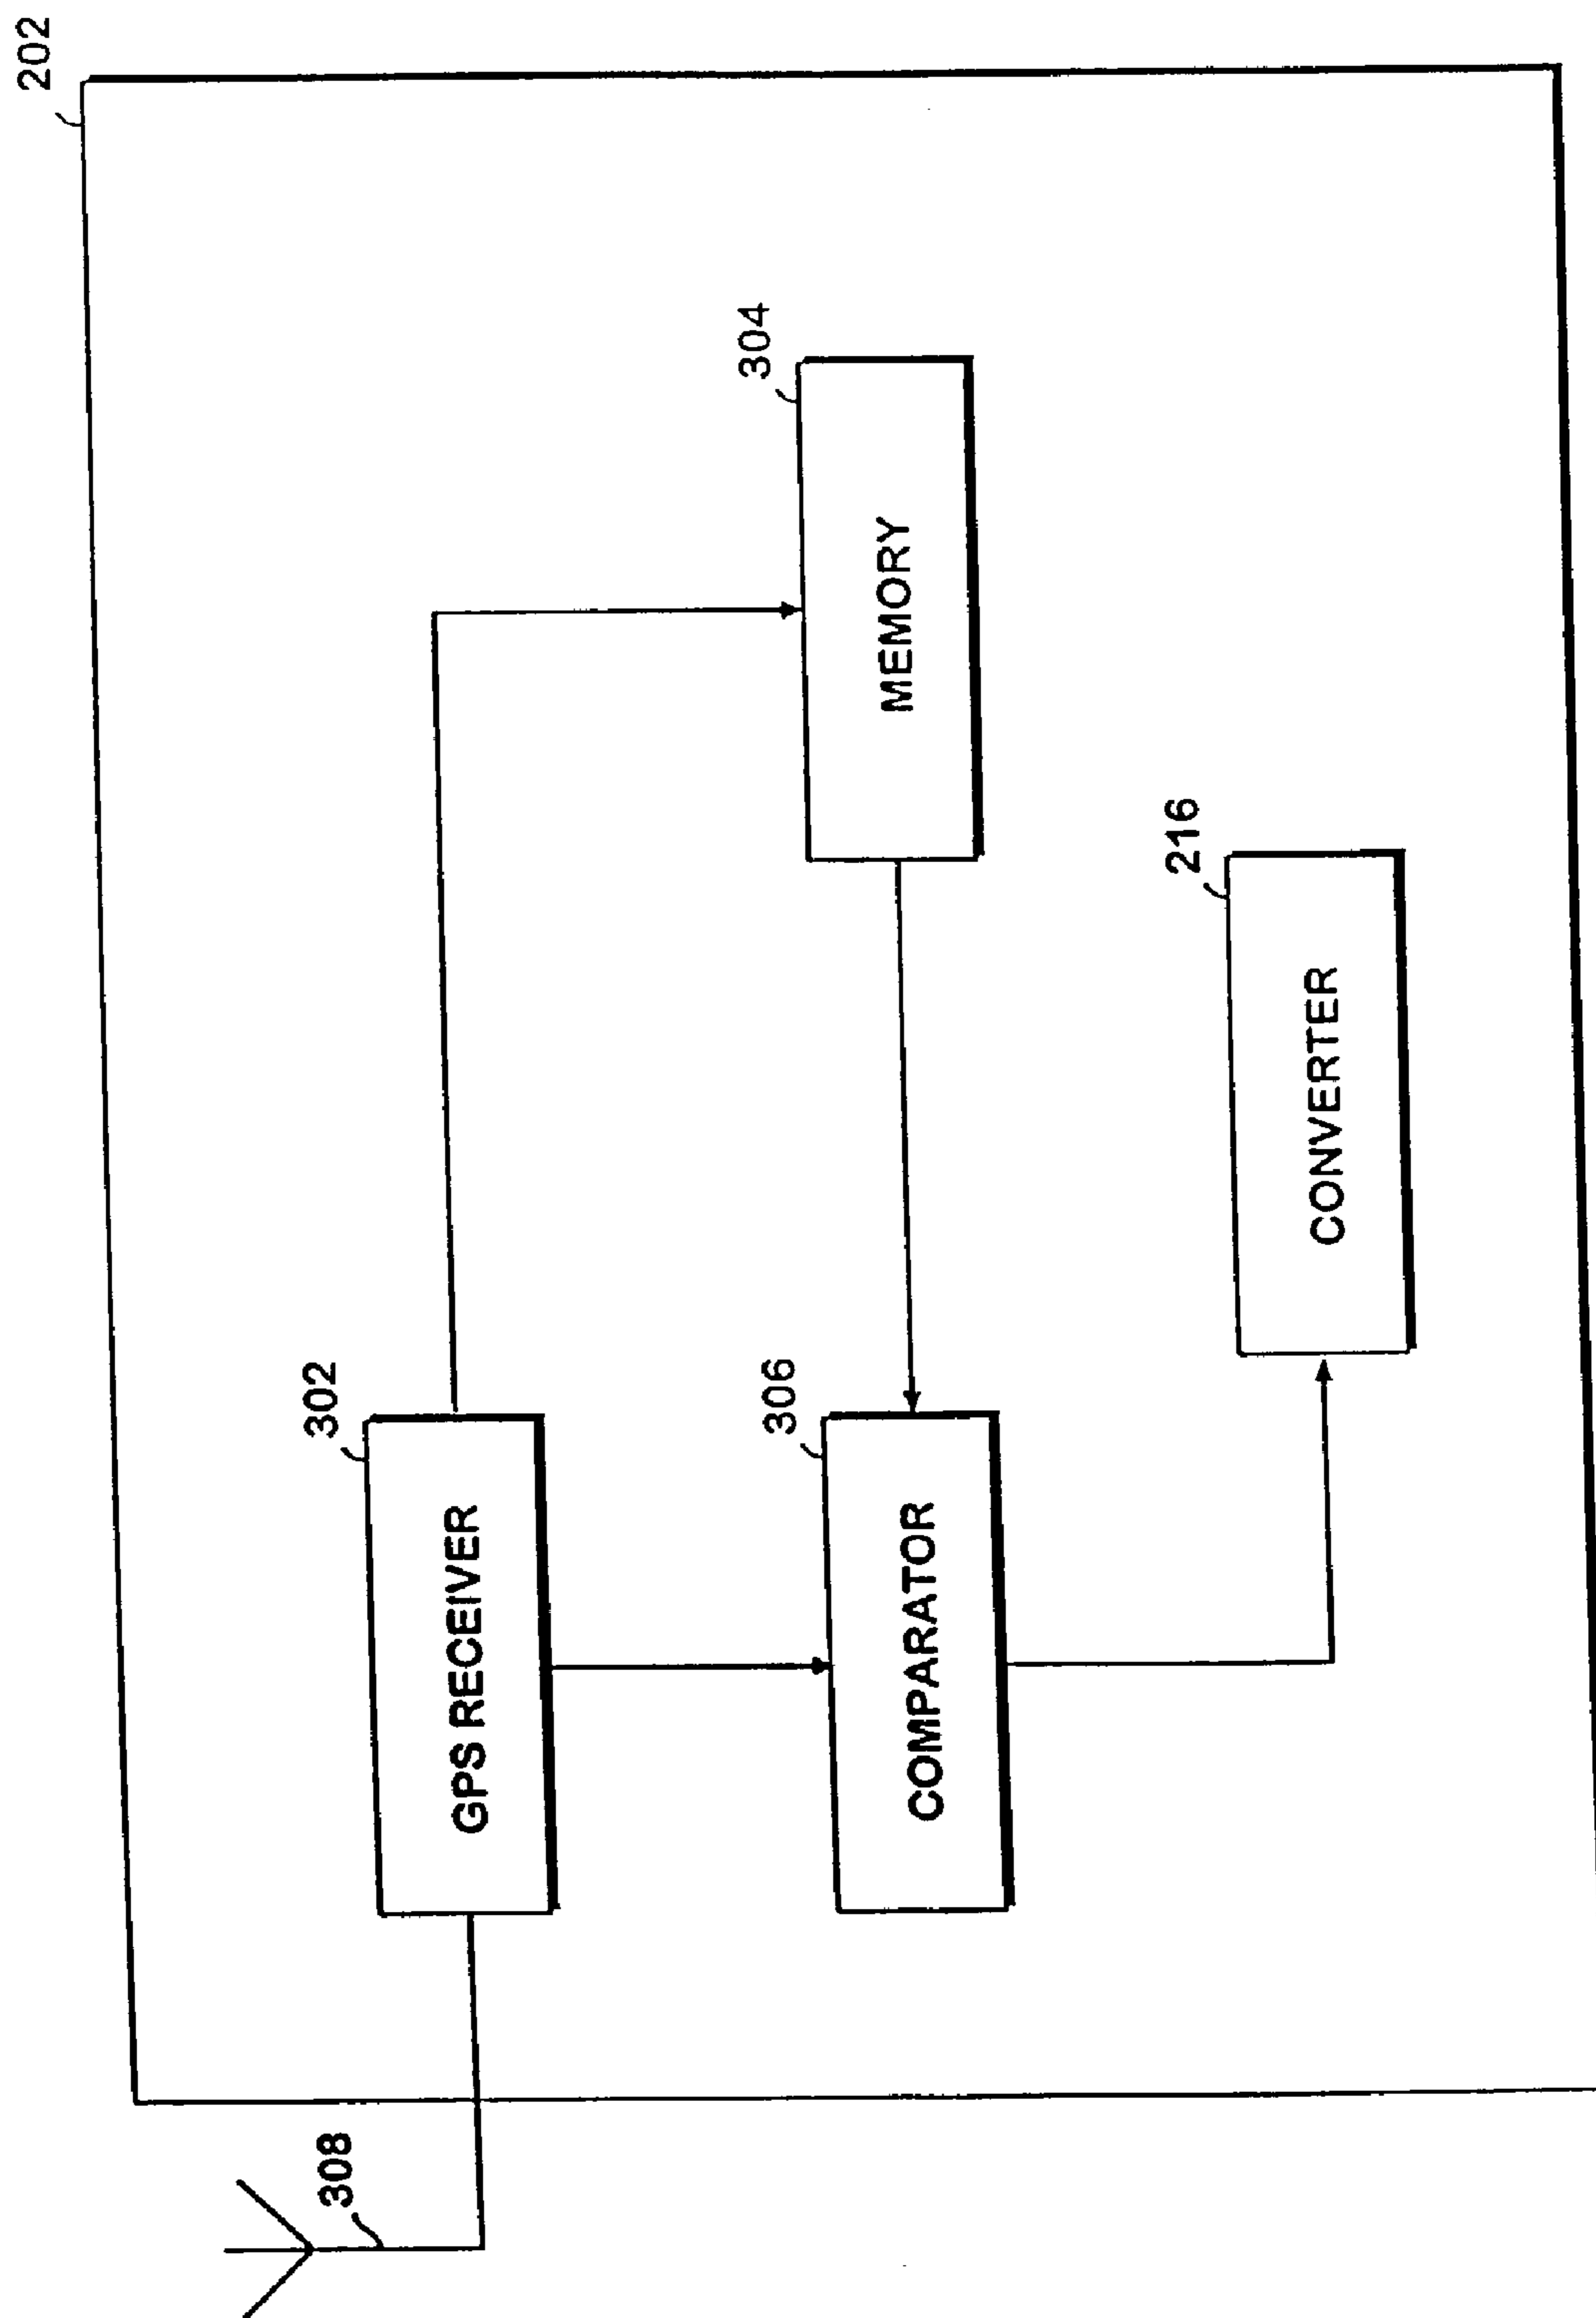 202
308
302
GPS RECEIVER
304
MEMORY
306
COMPARATOR
216
CONVERTER